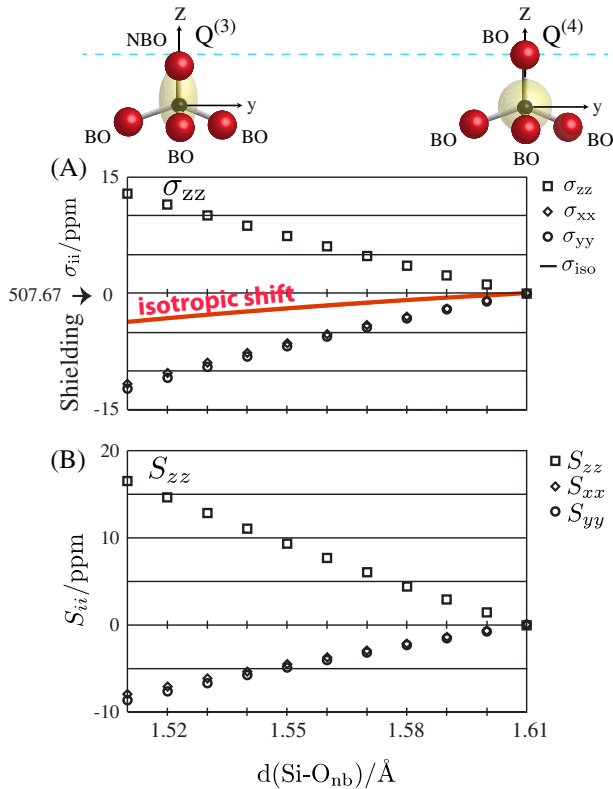 z Q(3) z Q(4)
NBO BO
y y
BO BO BO BO
BO BO
(A)
15
σzz
□ σzz
◇ σxx
○ σyy
— σiso
507.67 → 0
isotropic shift
Shielding σii/ppm
-15
(B)
20
Szz
□ Szz
◇ Sxx
○ Syy
10
Sii/ppm
0
-10
1.52 1.55 1.58 1.61
d(Si-Onb)/Å